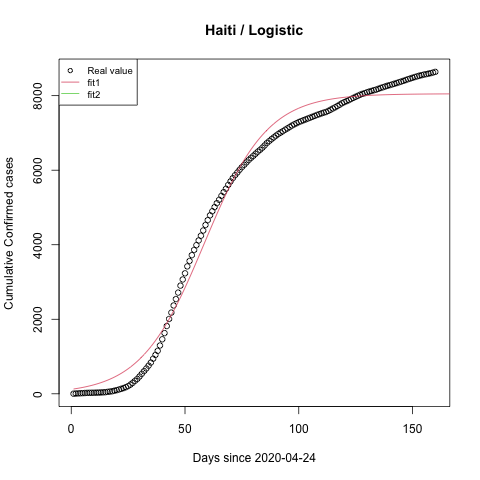 Haiti / Logistic
Real value
fit1
fit2
Cumulative Confirmed cases
8000
6000
4000
2000
0
0 50 100 150
Days since 2020-04-24